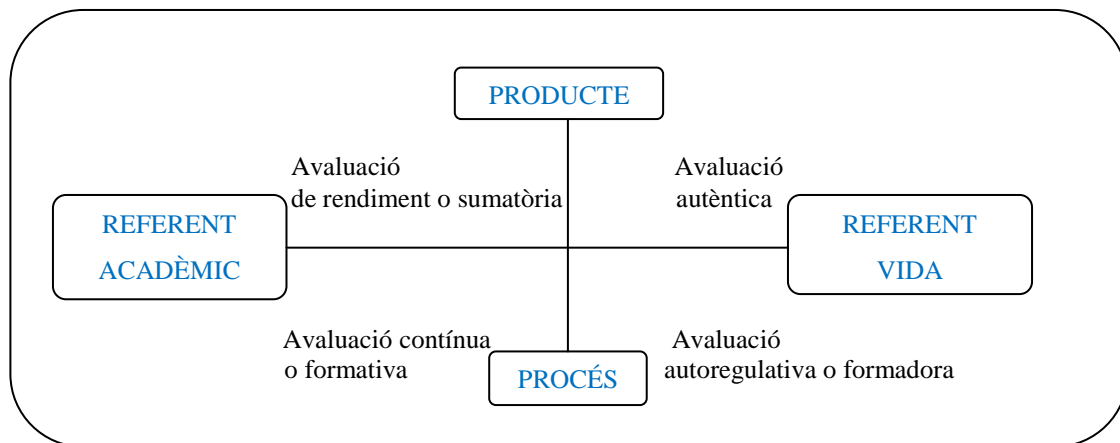 PRODUCTE
Avaluació
de rendiment o sumatòria
Avaluació
autèntica
REFERENT
ACADÈMIC
REFERENT
VIDA
Avaluació contínua
o formativa
PROCÉS
Avaluació
autoregulativa o formadora